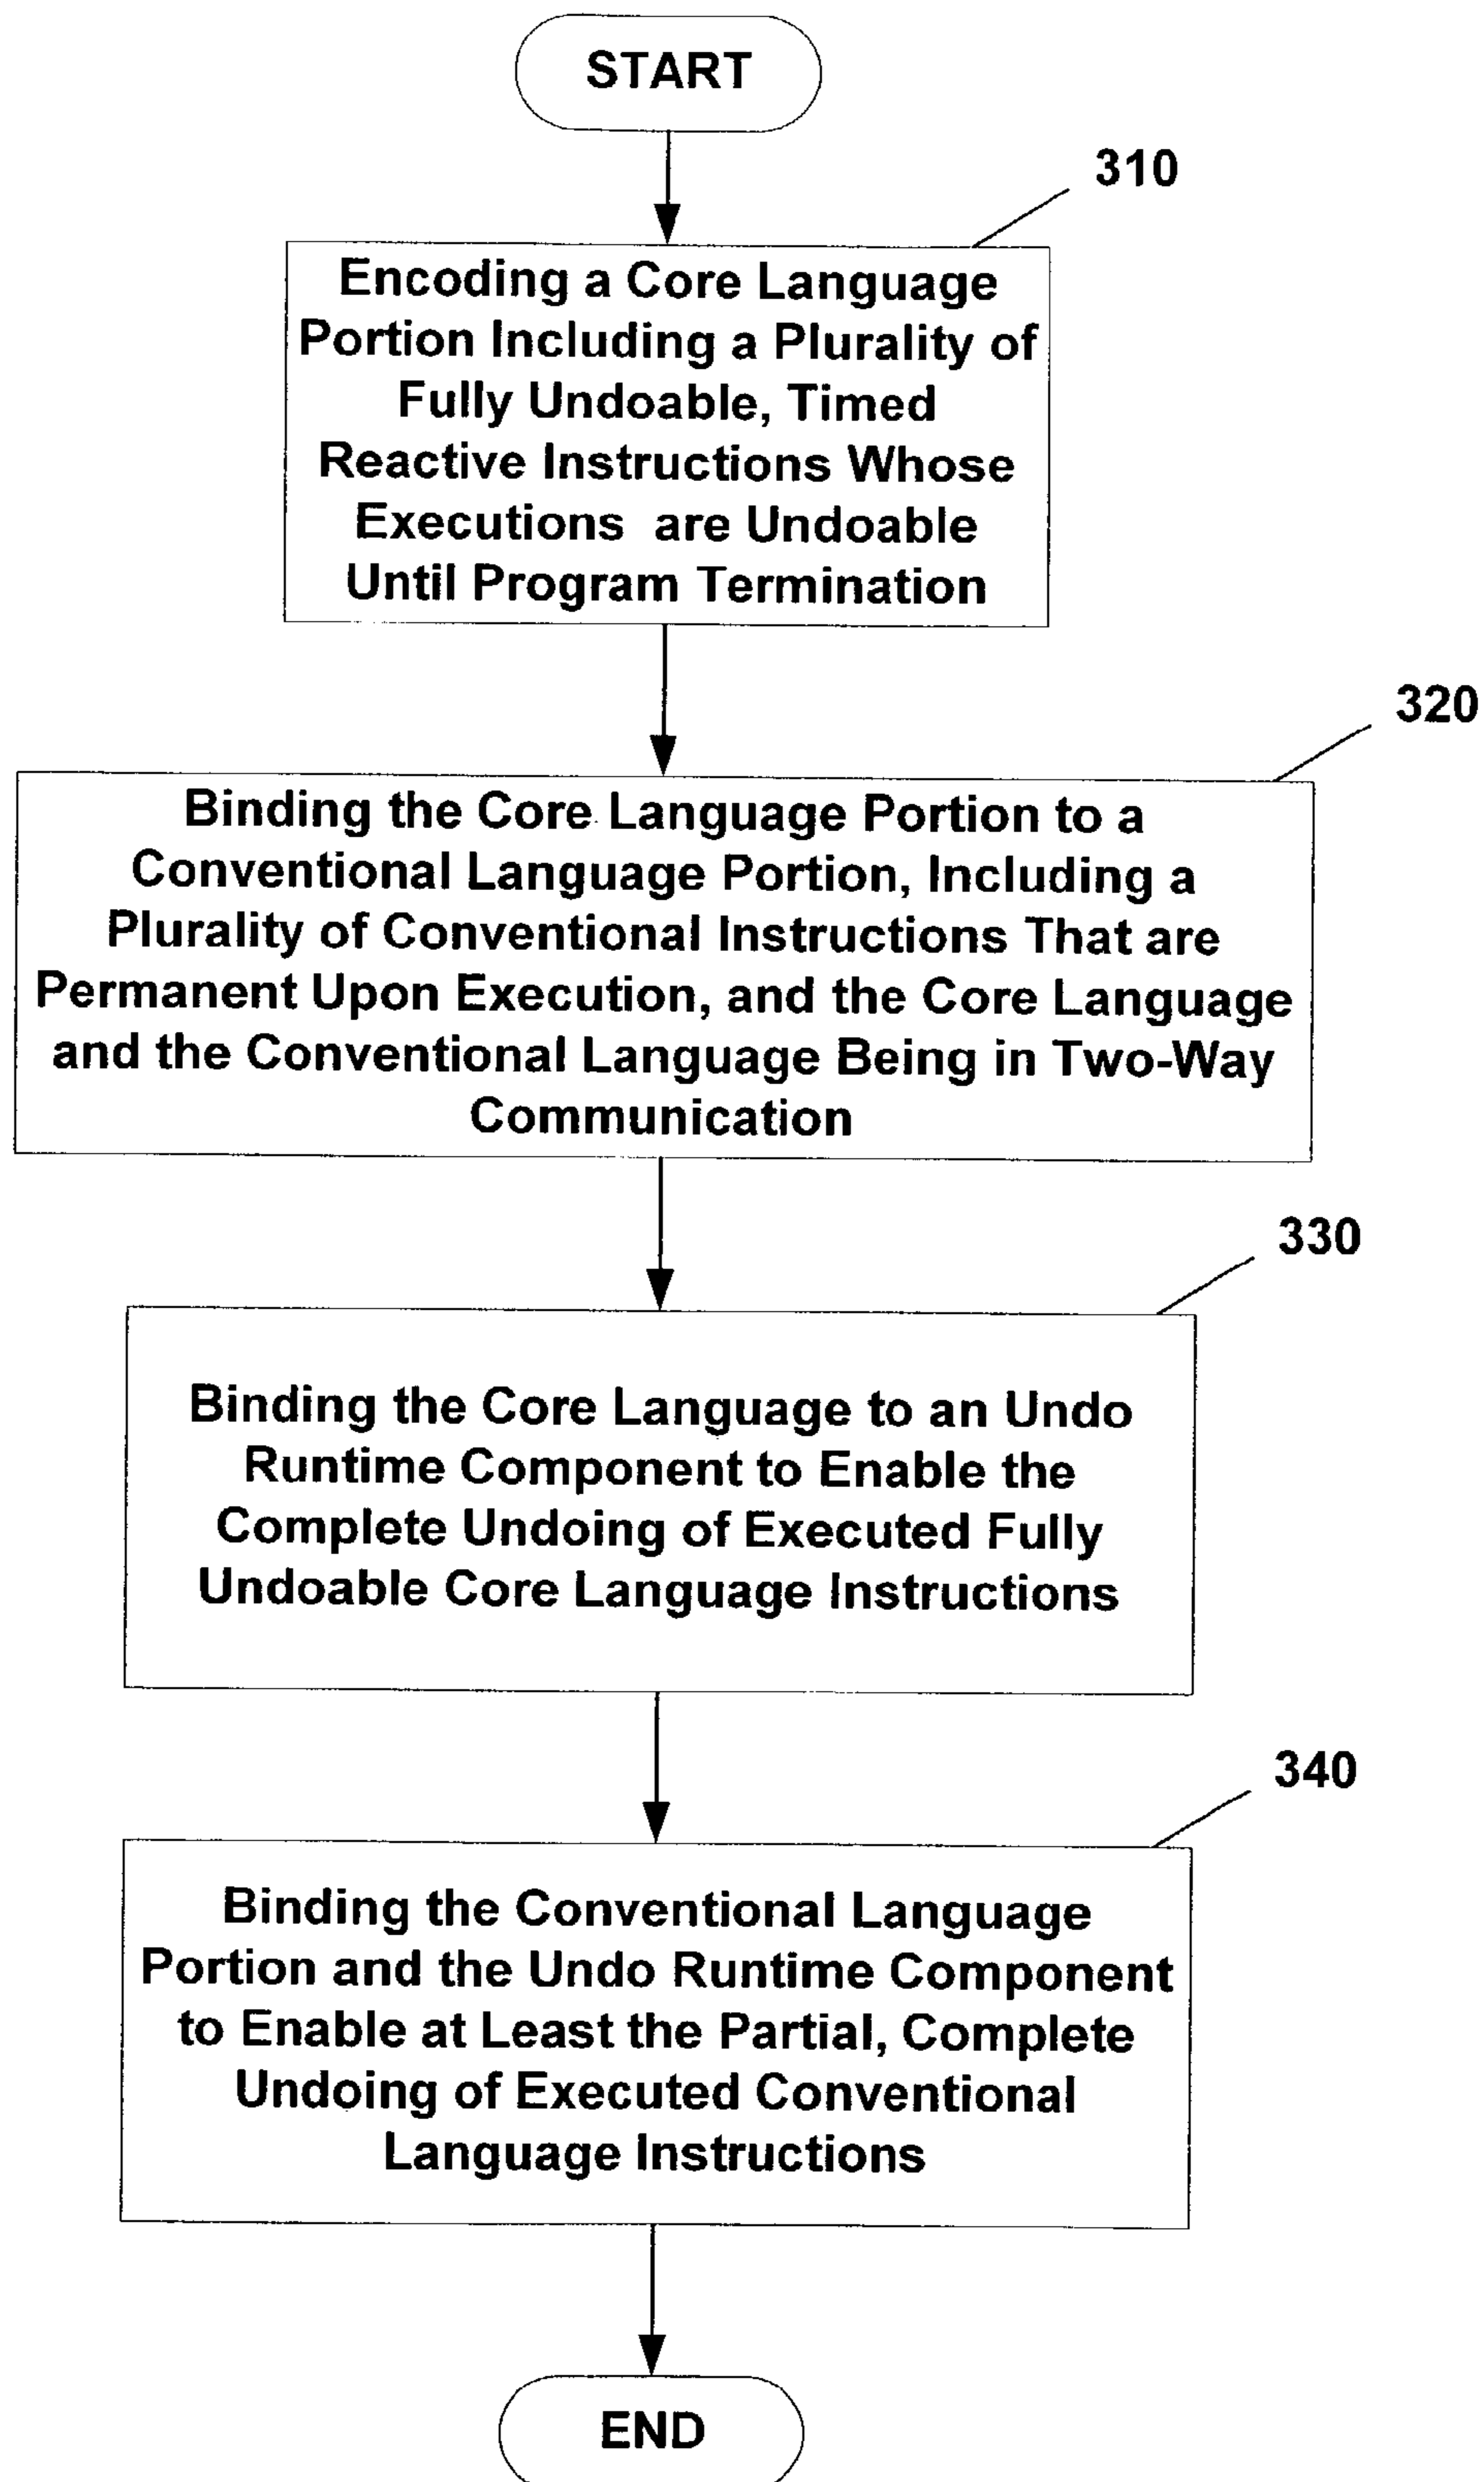 START
310
Encoding a Core Language
Portion Including a Plurality of
Fully Undoable, Timed
Reactive Instructions Whose
Executions are Undoable
Until Program Termination
320
Binding the Core Language Portion to a
Conventional Language Portion, Including a
Plurality of Conventional Instructions That are
Permanent Upon Execution, and the Core Language
and the Conventional Language Being in Two-Way
Communication
330
Binding the Core Language to an Undo
Runtime Component to Enable the
Complete Undoing of Executed Fully
Undoable Core Language Instructions
340
Binding the Conventional Language
Portion and the Undo Runtime Component
to Enable at Least the Partial, Complete
Undoing of Executed Conventional
Language Instructions
END